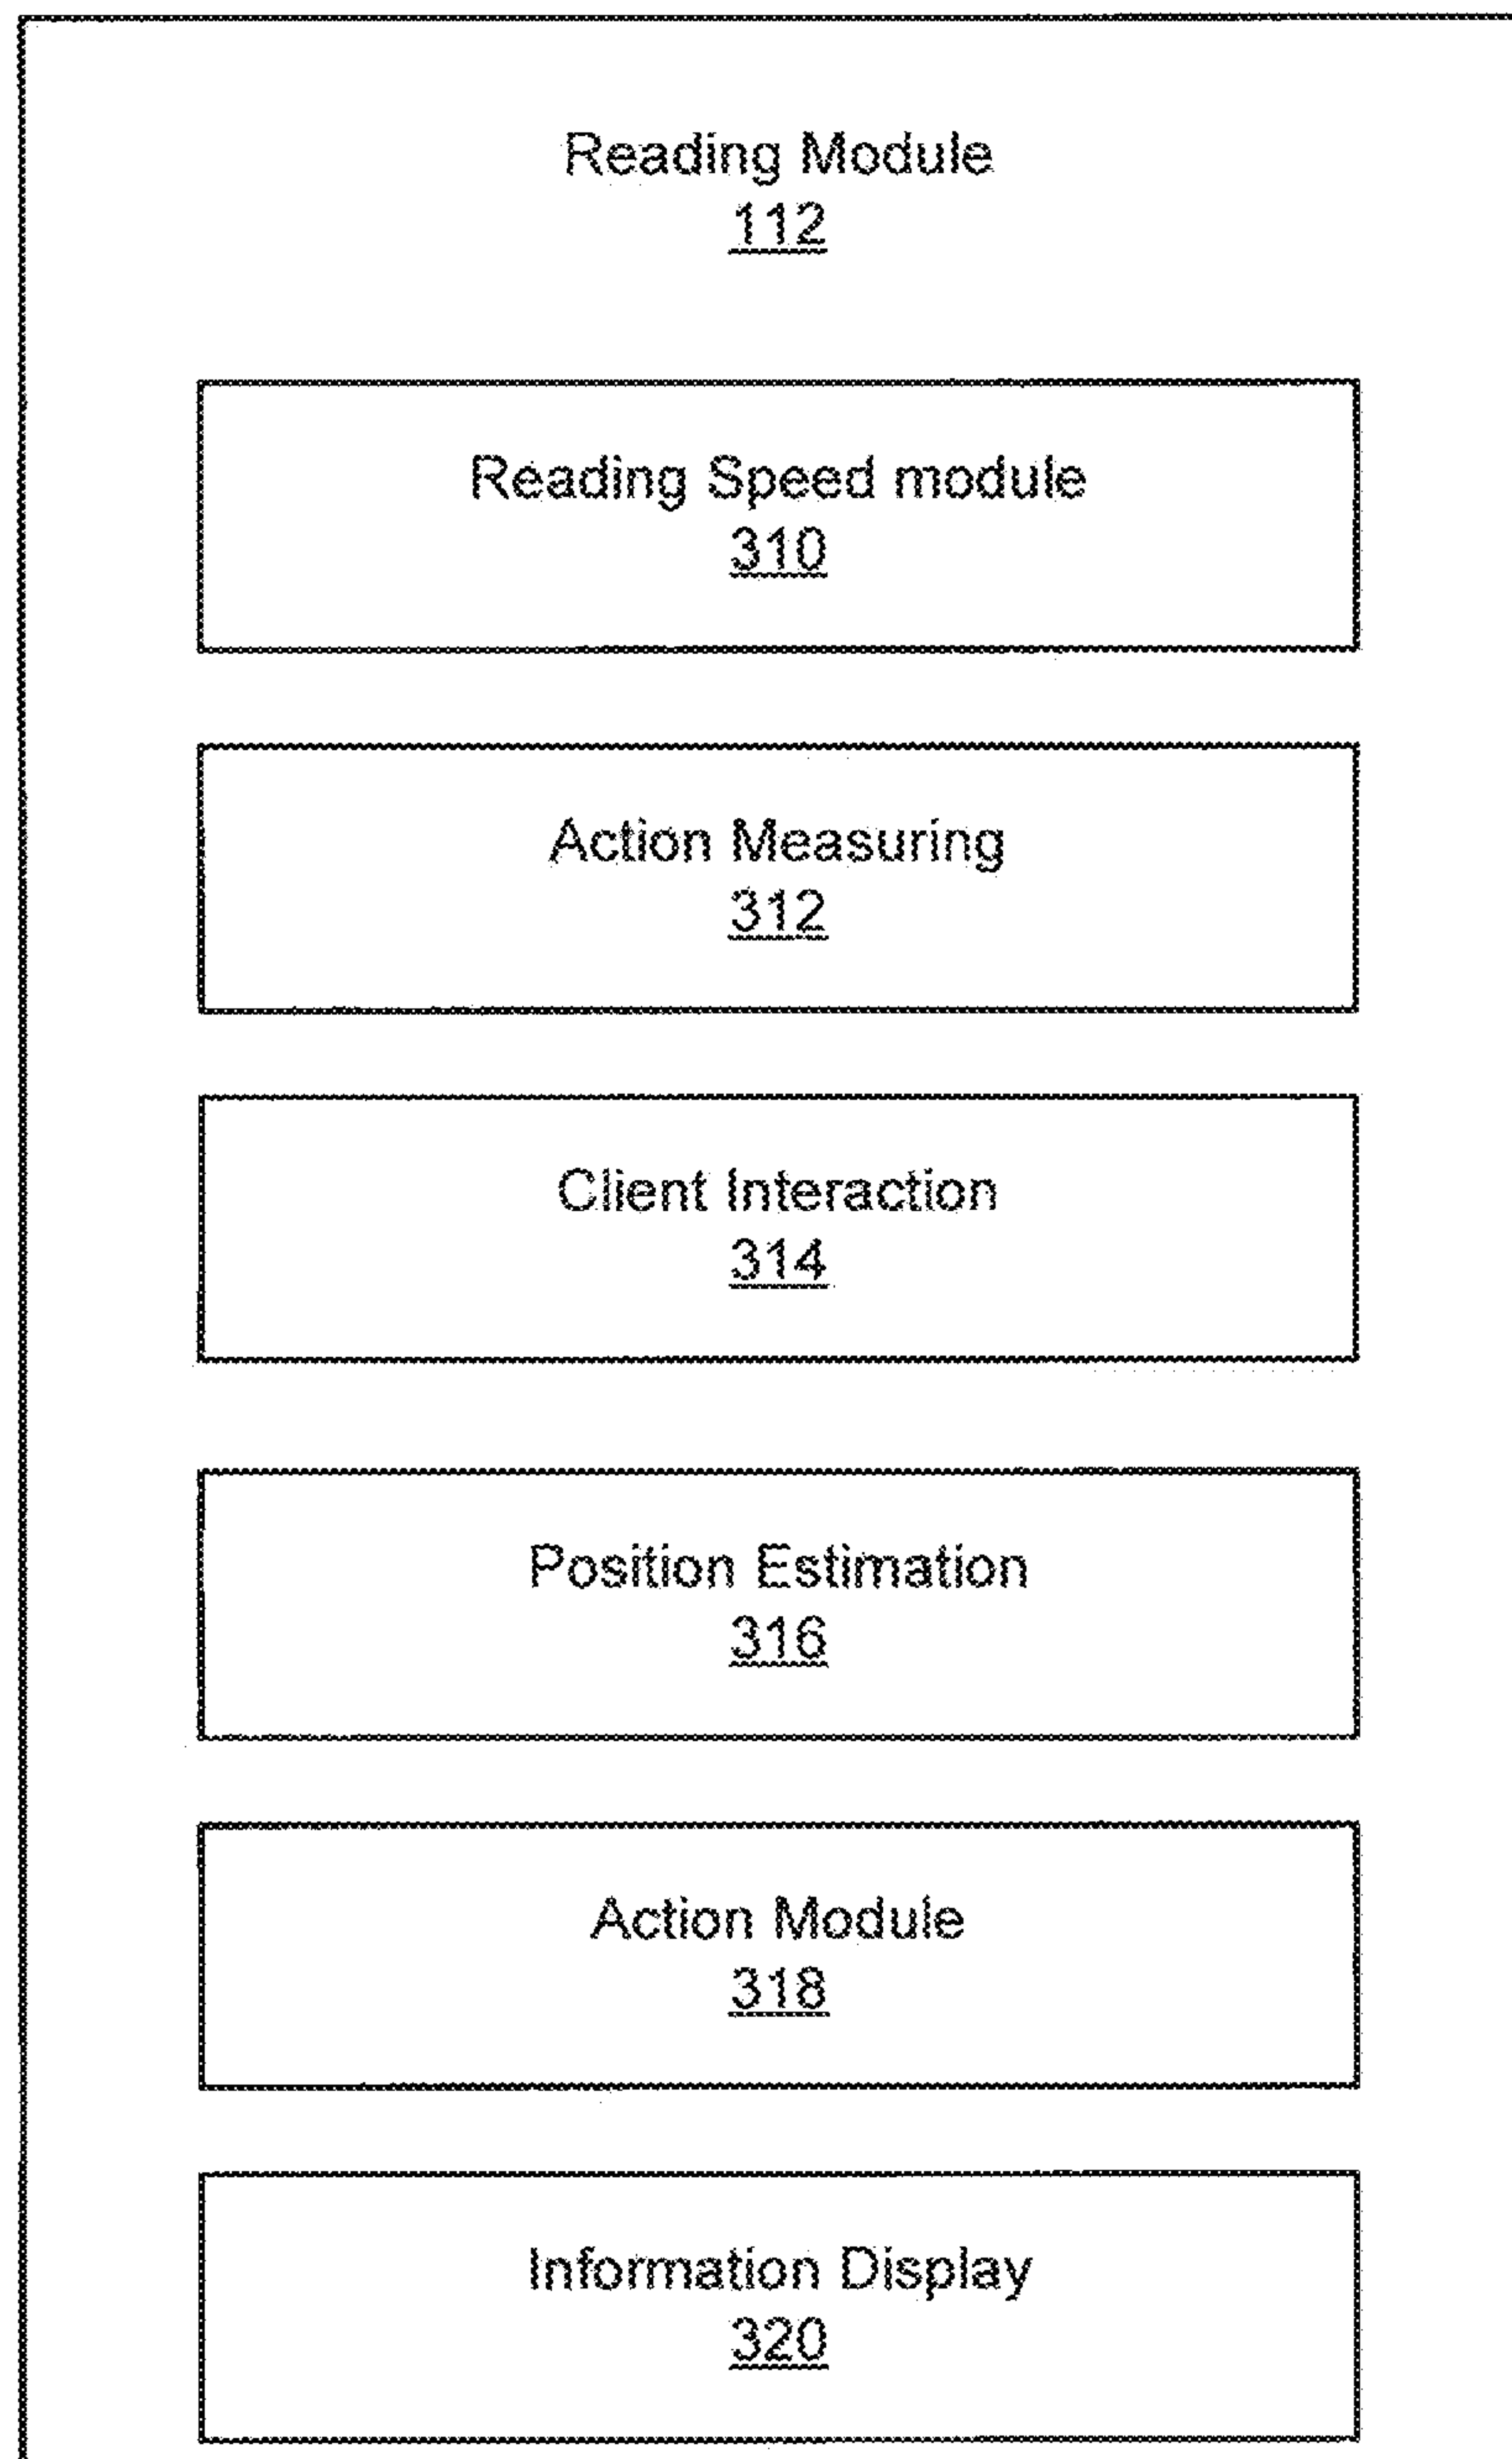 Reading Module
112
Reading Speed module
310
Action Measuring
312
Client Interaction
314
Position Estimation
316
Action Module
318
Information Display
320